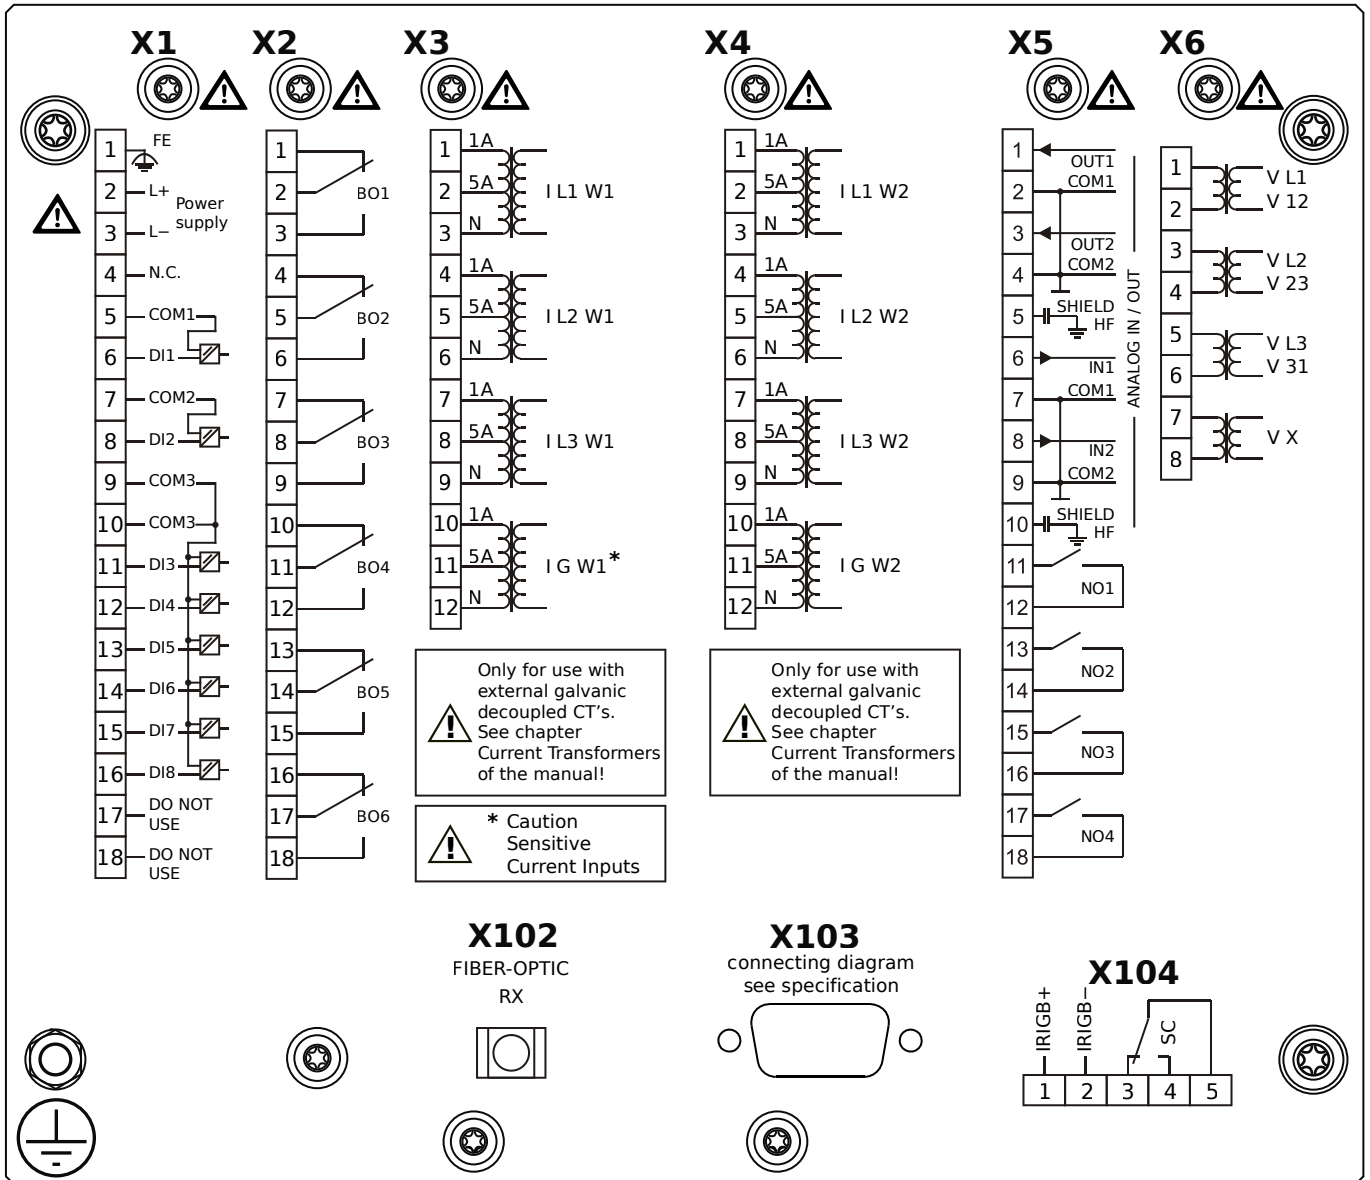 X1 X2 X3 X4 X5 X6
1 FE
2 L+
Power
supply
3 L−
4 N.C.
5 COM1
6 DI1
7 COM2
8 DI2
9 COM3
10 COM3
11 DI3
12 DI4
13 DI5
14 DI6
15 DI7
16 DI8
17 DO NOT
USE
18 DO NOT
USE
1
2 BO1
3
4
5 BO2
6
7
8 BO3
9
10
11 BO4
12
13
14 BO5
15
16
17 BO6
18
1 1A
2 5A I L1 W1
3 N
4 1A
5 5A I L2 W1
6 N
7 1A
8 5A I L3 W1
9 N
10 1A
11 5A I G W1*
12 N
Only for use with
external galvanic
decoupled CT's.
See chapter
Current Transformers
of the manual!
* Caution
Sensitive
Current Inputs
1 1A
2 5A I L1 W2
3 N
4 1A
5 5A I L2 W2
6 N
7 1A
8 5A I L3 W2
9 N
10 1A
11 5A I G W2
12 N
Only for use with
external galvanic
decoupled CT's.
See chapter
Current Transformers
of the manual!
1
OUT1
2 COM1
3
OUT2
4 COM2
5 SHIELD
HF
6
IN1
7 COM1
8
IN2
9 COM2
10 SHIELD
HF
ANALOG IN / OUT
11
NO1
12
13
NO2
14
15
NO3
16
17
NO4
18
1
V L1
2 V 12
3
V L2
4 V 23
5
V L3
6 V 31
7
V X
8
X102
FIBER-OPTIC
RX
X103
connecting diagram
see specification
X104
IRIGB+
IRIGB−
SC
1 2 3 4 5